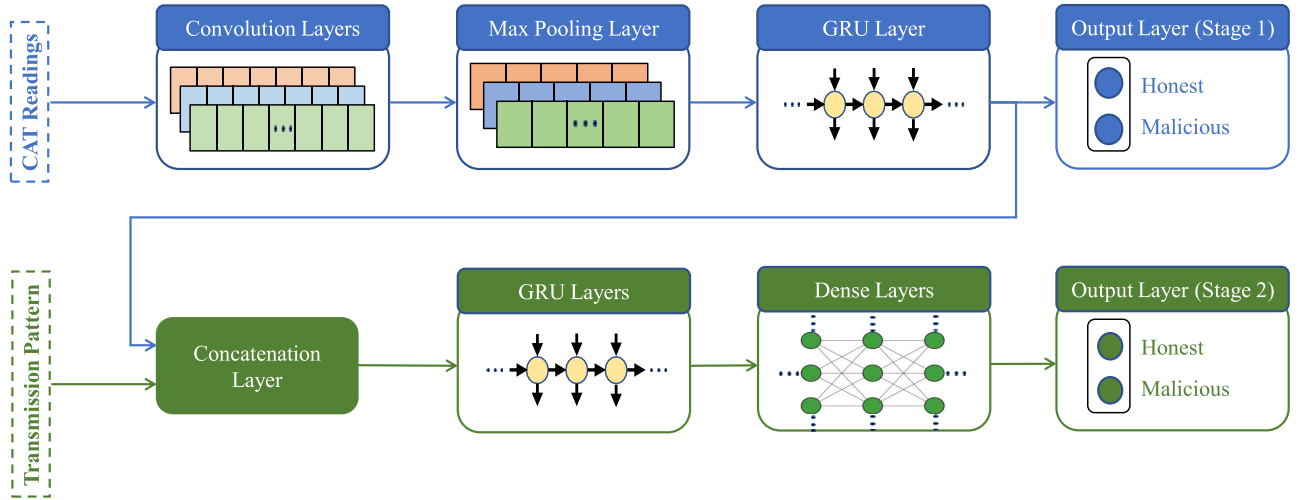 CAT Readings
Convolution Layers
Max Pooling Layer
GRU Layer
Output Layer (Stage 1)
Honest
Malicious
Transmission Pattern
Concatenation
Layer
GRU Layers
Dense Layers
Output Layer (Stage 2)
Honest
Malicious